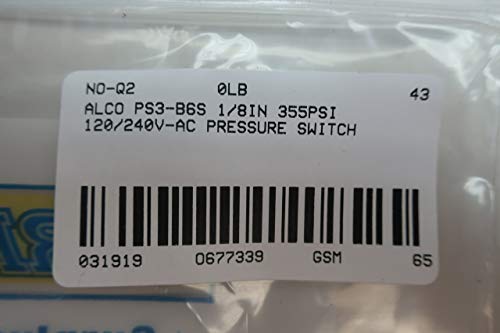 NO-Q2 0LB 43
ALCO PS3-B6S 1/8IN 355PSI
120/240V-AC PRESSURE SWITCH
031919 0677339 GSM 65